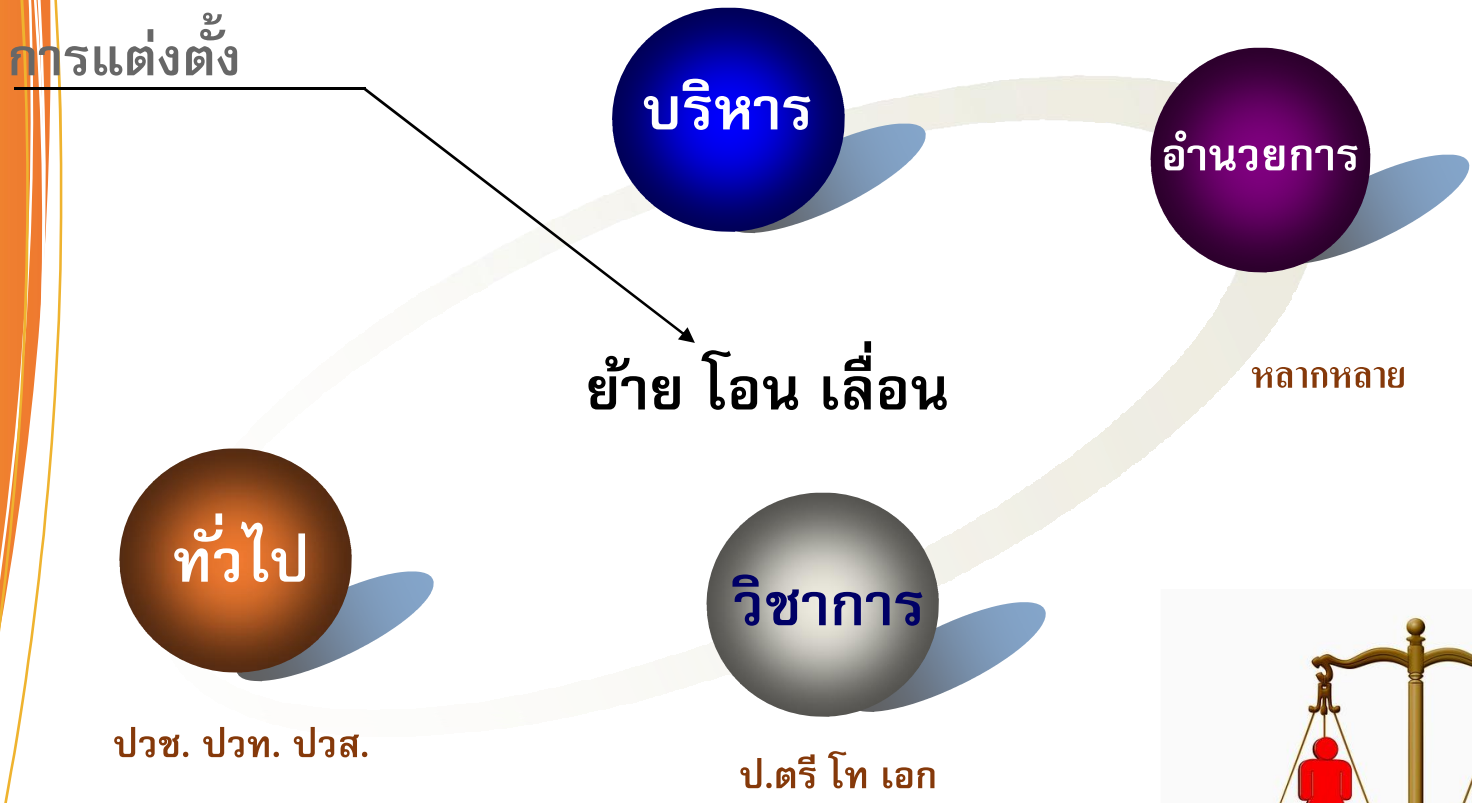 การแต่งตั้ง
บริหาร
อำนวยการ
ย้าย โอน เลื่อน
หลากหลาย
ทั่วไป
วิชาการ
ปวช. ปวท. ปวส.
ป.ตรี โท เอก